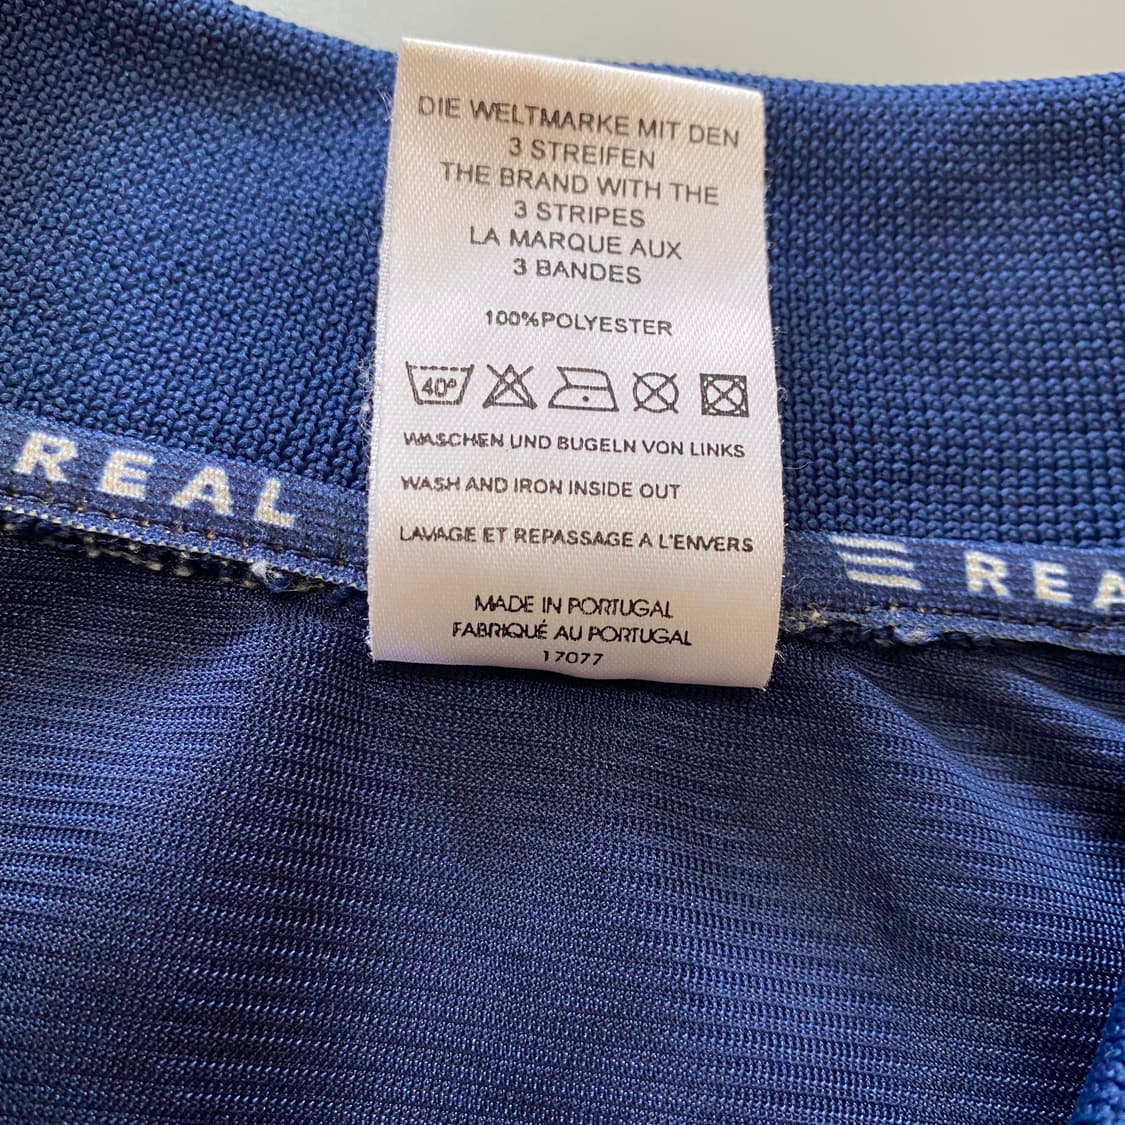 DIE WELTMARKE MIT DEN
3 STREIFEN
THE BRAND WITH THE
3 STRIPES
LA MARQUE AUX
3 BANDES
100%POLYESTER
40°
WASCHEN UND BUGELN VON LINKS
WASH AND IRON INSIDE OUT
LAVAGE ET REPASSAGE A L'ENVERS
MADE IN PORTUGAL
FABRIQUÉ AU PORTUGAL
17077
REAL
REA